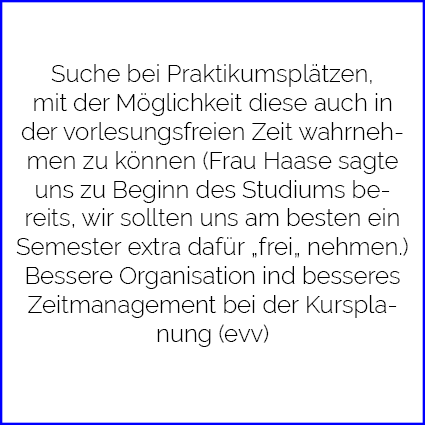 Suche bei Praktikumsplätzen,
mit der Möglichkeit diese auch in
der vorlesungsfreien Zeit wahrneh-
men zu können (Frau Haase sagte
uns zu Beginn des Studiums be-
reits, wir sollten uns am besten ein
Semester extra dafür „frei„ nehmen.)
Bessere Organisation ind besseres
Zeitmanagement bei der Kurspla-
nung (evv)